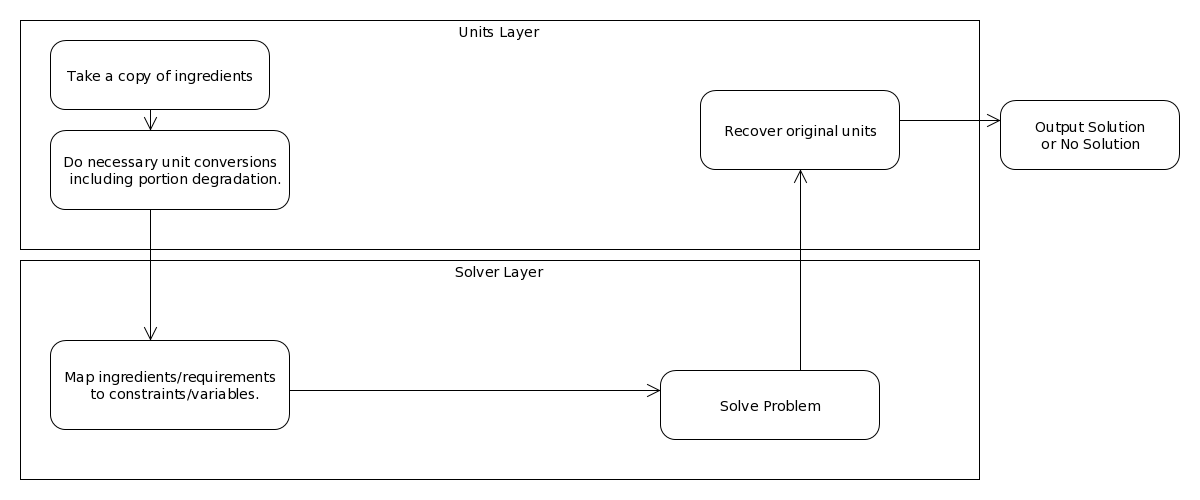 Units Layer
Take a copy of ingredients
Do necessary unit conversions
including portion degradation.
Recover original units
Output Solution
or No Solution
Solver Layer
Map ingredients/requirements
to constraints/variables.
Solve Problem